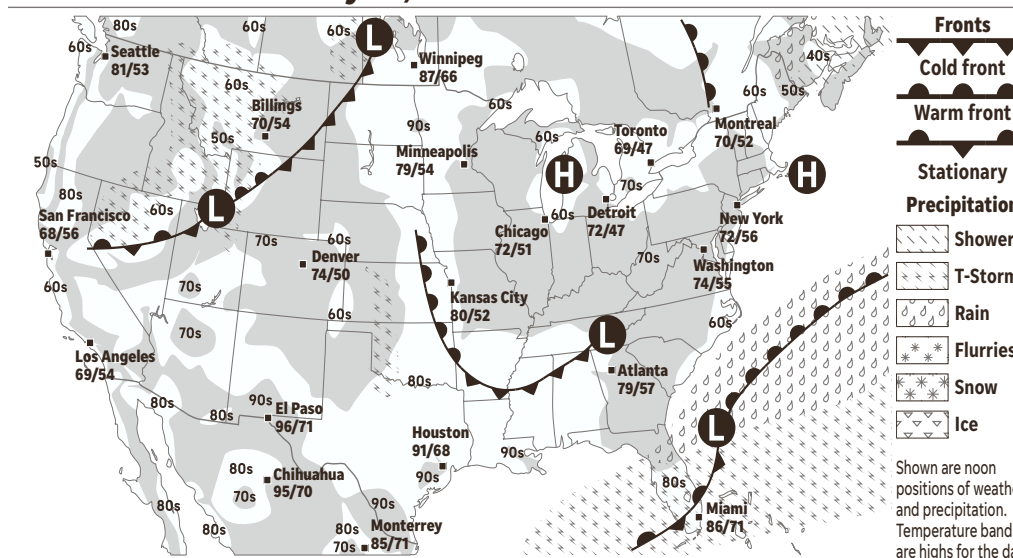 80s
60s
60s
60s
Seattle
81/53
Winnipeg
87/66
60s
Billings
70/54
50s
60s
90s
Minneapolis
79/54
60s
Toronto
69/47
40s
50s
60s
Montreal
70/52
50s
80s
60s
San Francisco
68/56
60s
L
L
H
H
70s
60s
Detroit
72/47
Chicago
72/51
New York
72/56
70s
Washington
74/55
70s
60s
Denver
74/50
70s
60s
Kansas City
80/52
60s
70s
Los Angeles
69/54
L
Atlanta
79/57
80s
80s
80s
90s
El Paso
96/71
L
Houston
91/68
90s
90s
80s
70s
Chihuahua
95/70
80s
Miami
86/71
80s
80s
90s
80s
70s
Monterrey
85/71
Fronts
Cold front
Warm front
Stationary
Precipitation
Shower
T-Storm
Rain
Flurries
Snow
Ice
Shown are noon
positions of weathe
and precipitation.
Temperature band
are highs for the da